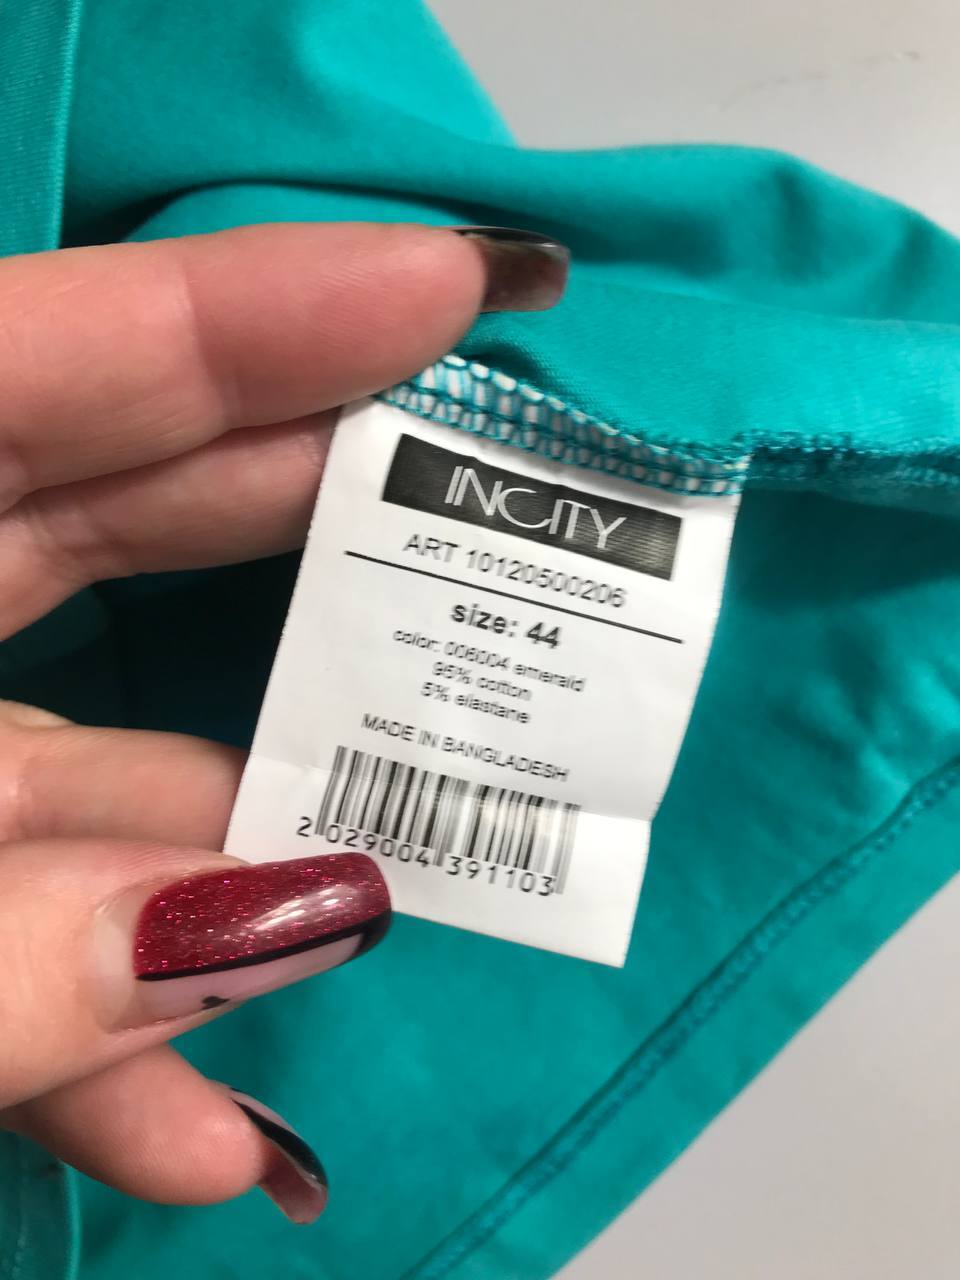 INCITY
ART 10120500206
size: 44
color: 006004 emerald
95% cotton
5% elastane
MADE IN BANGLADESH
2 029004 391103